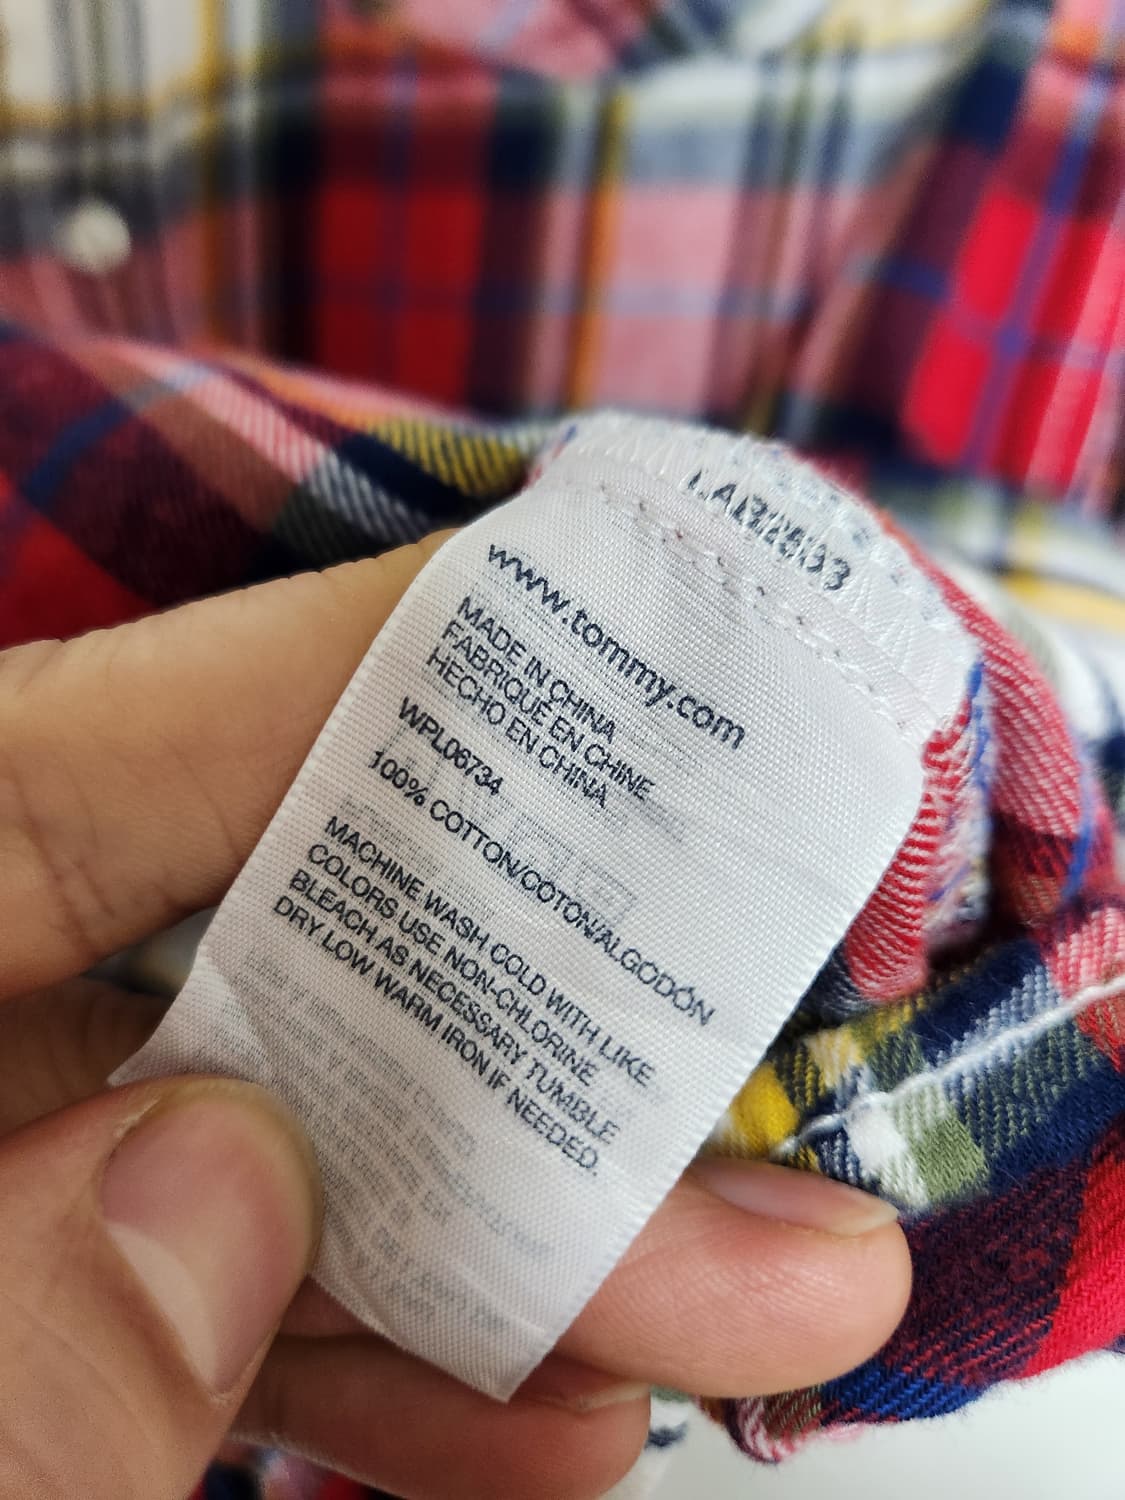 www.tommy.com
MADE IN CHINA
FABRIQUÉ EN CHINE
HECHO EN CHINA
WPL06734
100% COTTON/COTON/ALGODÓN
MACHINE WASH COLD WITH LIKE
COLORS USE NON-CHLORINE
BLEACH AS NECESSARY TUMBLE
DRY LOW WARM IRON IF NEEDED.